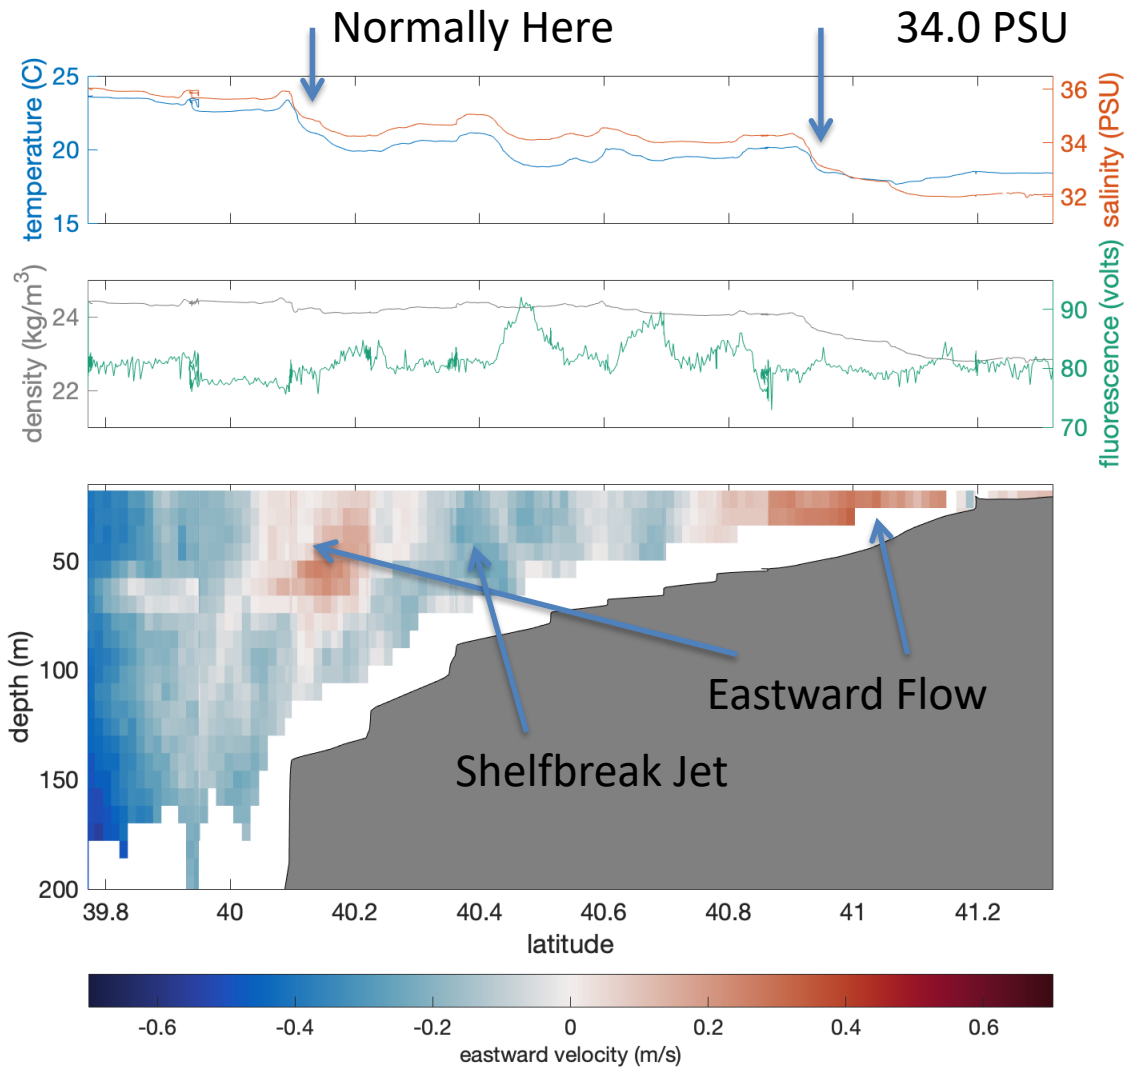 Normally Here
34.0 PSU
temperature (C)
25
20
15
36
34
32
salinity (PSU)
density (kg/m³)
24
22
90
80
70
fluorescence (volts)
depth (m)
50
100
150
200
Eastward Flow
Shelfbreak Jet
39.8 40 40.2 40.4 40.6 40.8 41 41.2
latitude
-0.6 -0.4 -0.2 0 0.2 0.4 0.6
eastward velocity (m/s)